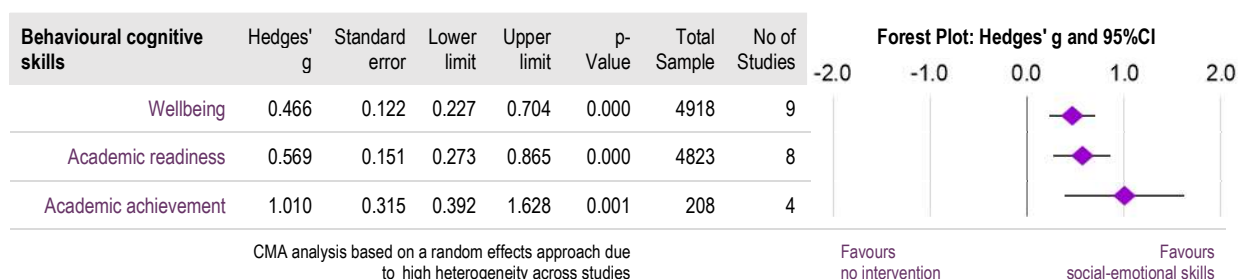 Behavioural cognitive skills Hedges' g Standard error Lower limit Upper limit p-Value Total Sample No of Studies Forest Plot: Hedges' g and 95%CI
-2.0 -1.0 0.0 1.0 2.0
Wellbeing 0.466 0.122 0.227 0.704 0.000 4918 9
Academic readiness 0.569 0.151 0.273 0.865 0.000 4823 8
Academic achievement 1.010 0.315 0.392 1.628 0.001 208 4
CMA analysis based on a random effects approach due
to high heterogeneity across studies
Favours
no intervention
Favours
social-emotional skills